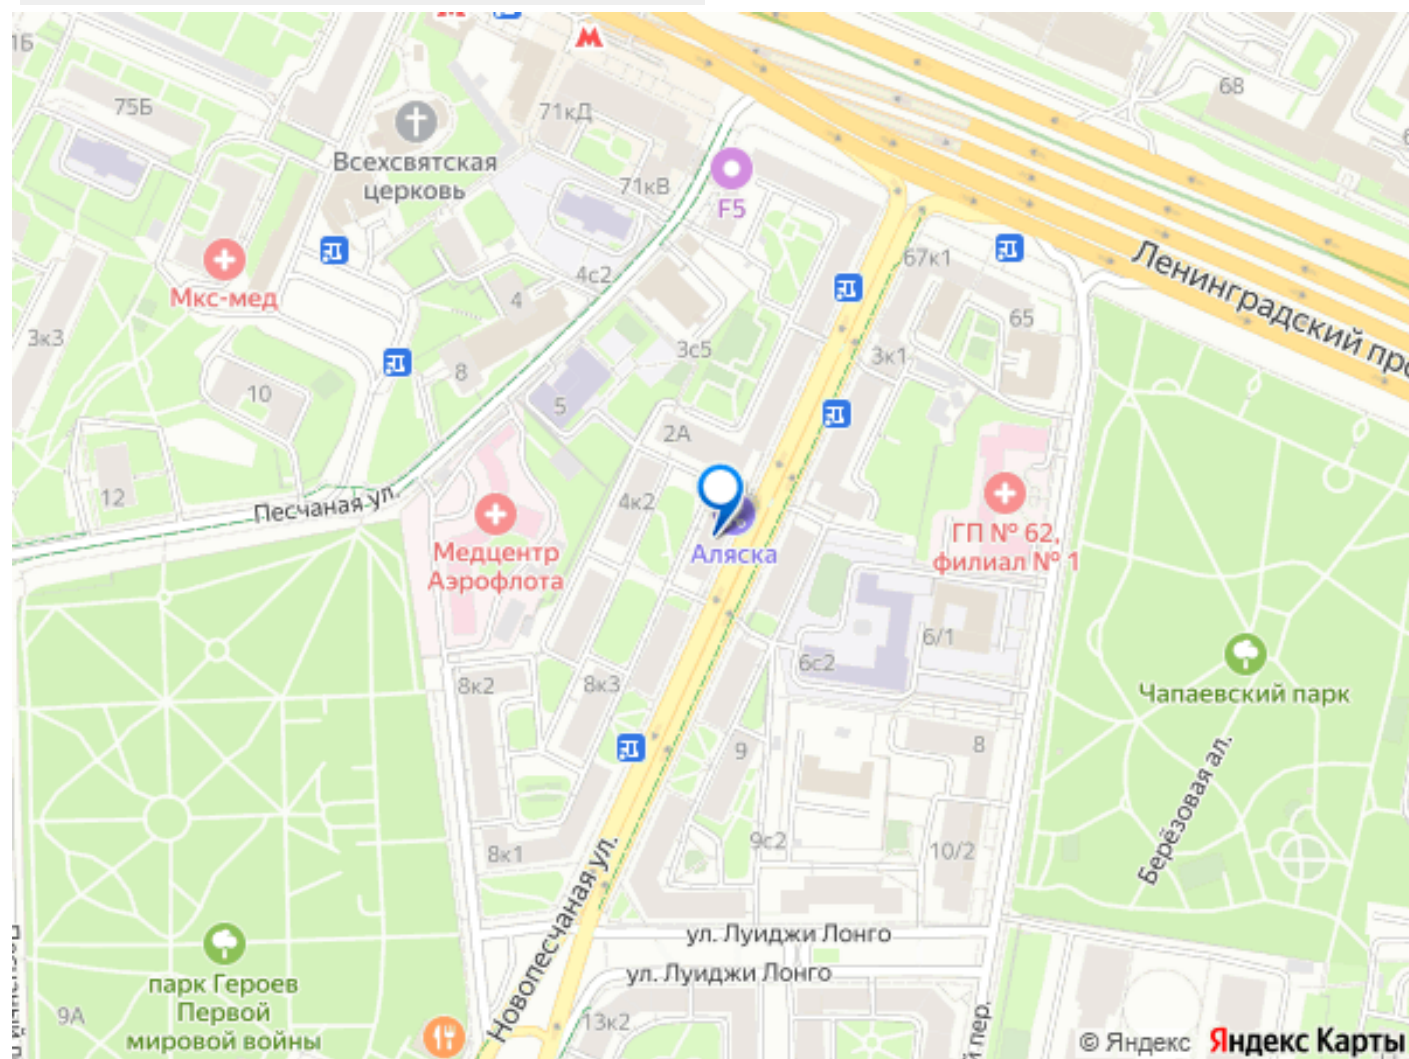 1Б
75Б
71кД
68
Всехсвятская
церковь
71кВ
F5
67к1
Ленинградский про
Мкс-мед
4с2
4
65
3к3
3с5
3к1
8
10
5
2А
12
Песчаная ул.
4к2
Медцентр
Аэрофлота
Аляска
ГП № 62,
филиал № 1
6/1
6с2
8к2
8к3
Чапаевский парк
9
8
Берёзовая ал.
9с2
10/2
8к1
Новопесчаная ул.
ул. Луиджи Лонго
ул. Луиджи Лонго
парк Героев
Первой
мировой войны
9А
13к2
й пер.
© Яндекс Яндекс Карты